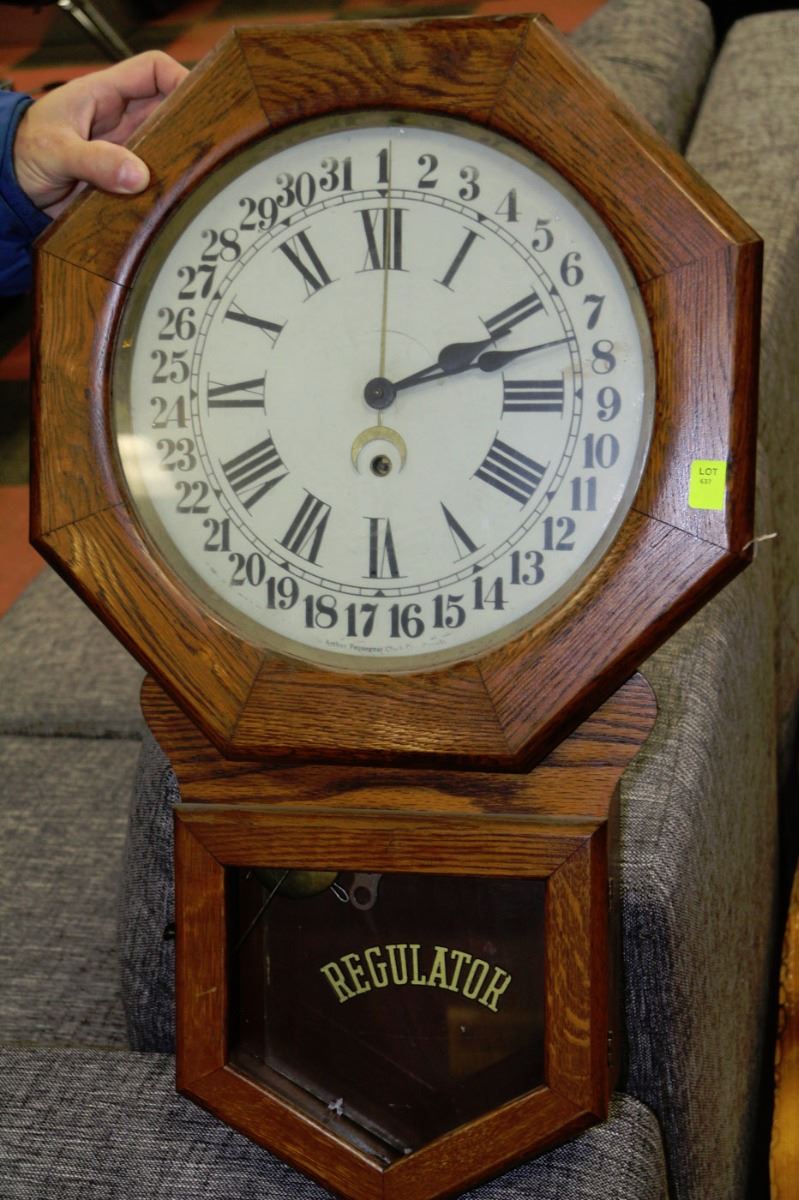 1 2 3 4 5 6 7 8 9 10 11 12 13 14 15 16 17 18 19 20 21 22 23 24 25 26 27 28 29 30 31
XII I II III IIII V VI VII VIII IX X XI
LOT
637
REGULATOR